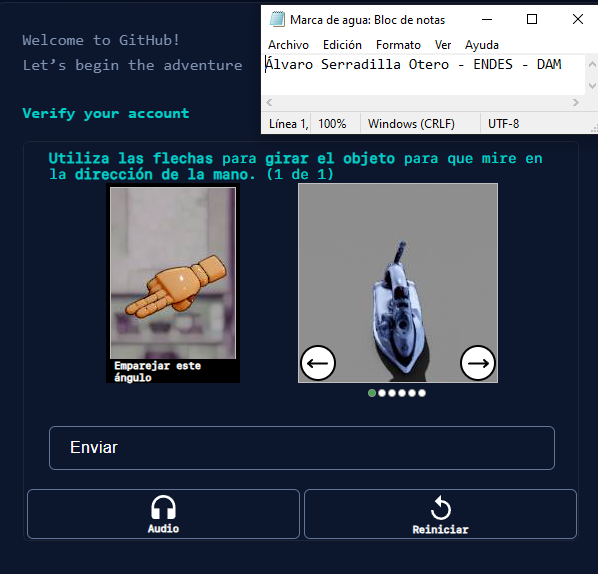 Welcome to GitHub!
Let’s begin the adventure
Verify your account
Marca de agua: Bloc de notas
Archivo Edición Formato Ver Ayuda
Álvaro Serradilla Otero - ENDES - DAM
Línea 1, 100% Windows (CRLF) UTF-8
Utiliza las flechas para girar el objeto para que mire en
la dirección de la mano. (1 de 1)
Emparejar este
ángulo
Enviar
Audio
Reiniciar